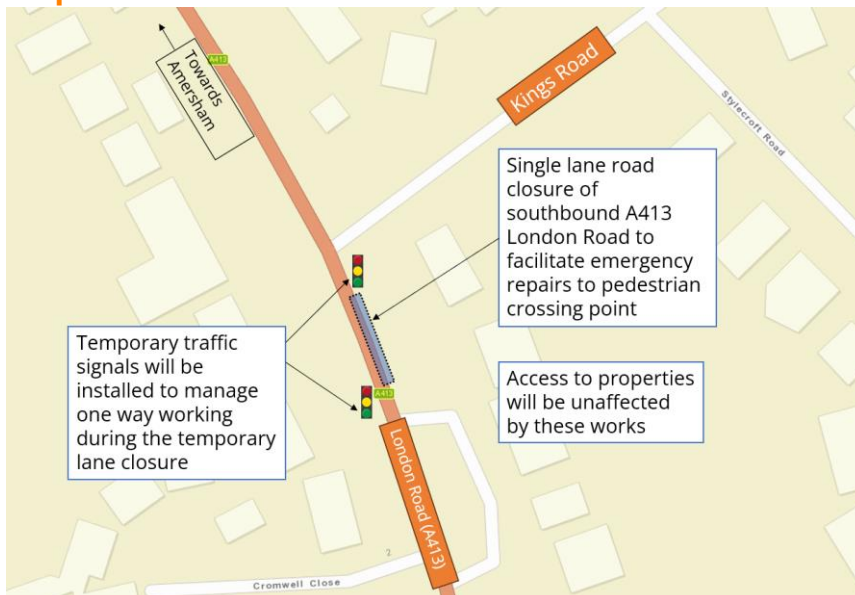 Towards
Amersham
A413
Kings Road
Stylecroft Road
Single lane road
closure of
southbound A413
London Road to
facilitate emergency
repairs to pedestrian
crossing point
Temporary traffic
signals will be
installed to manage
one way working
during the temporary
lane closure
A413
Access to properties
will be unaffected
by these works
London Road (A413)
2
Cromwell Close